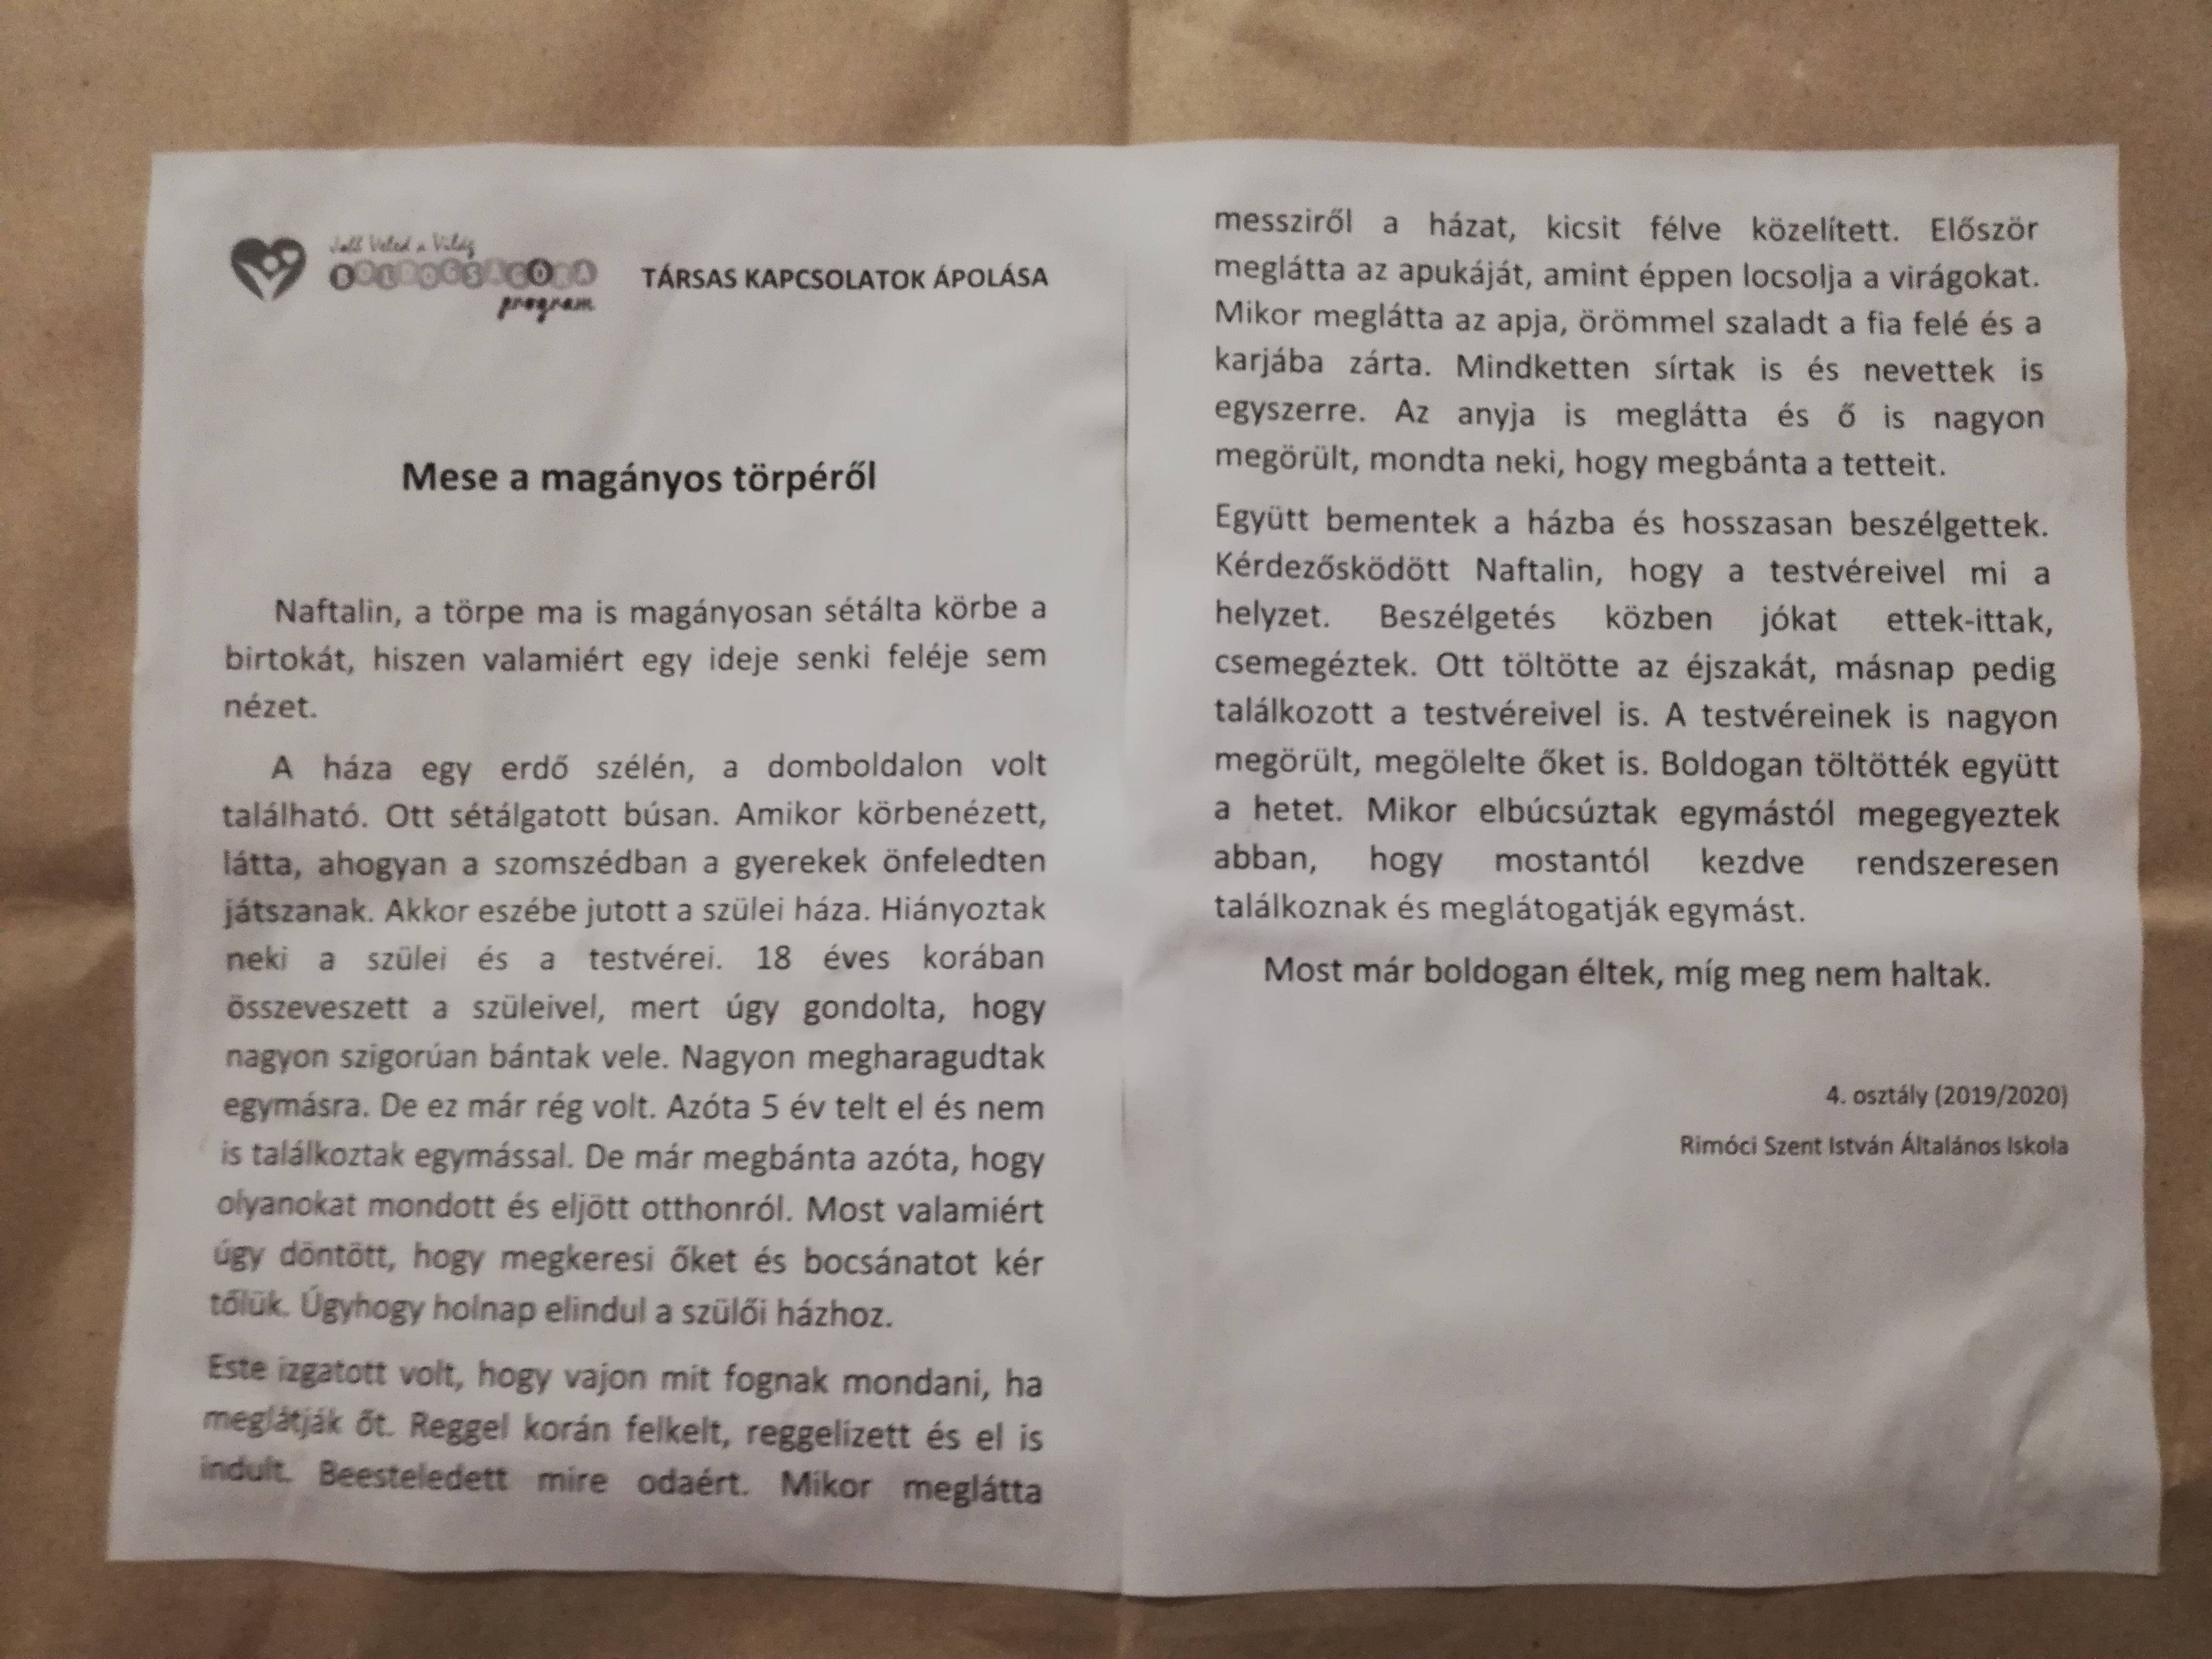 Jobb Veled a Világ
BOLDOGSÁGÓRA
program
TÁRSAS KAPCSOLATOK ÁPOLÁSA
Mese a magányos törpéről
Naftalin, a törpe ma is magányosan sétálta körbe a
birtokát, hiszen valamiért egy ideje senki feléje sem
nézet.
A háza egy erdő szélén, a domboldalon volt
található. Ott sétálgatott búsan. Amikor körbenézett,
látta, ahogyan a szomszédban a gyerekek önfeledten
játszanak. Akkor eszébe jutott a szülei háza. Hiányoztak
neki a szülei és a testvérei. 18 éves korában
összeveszett a szüleivel, mert úgy gondolta, hogy
nagyon szigorúan bántak vele. Nagyon megharagudtak
egymásra. De ez már rég volt. Azóta 5 év telt el és nem
is találkoztak egymással. De már megbánta azóta, hogy
olyanokat mondott és eljött otthonról. Most valamiért
úgy döntött, hogy megkeresi őket és bocsánatot kér
tőlük. Úgyhogy holnap elindul a szülői házhoz.
Este izgatott volt, hogy vajon mit fognak mondani, ha
meglátják őt. Reggel korán felkelt, reggelizett és el is
indult. Beesteledett mire odaért. Mikor meglátta
messziről a házat, kicsit félve közelített. Először
meglátta az apukáját, amint éppen locsolja a virágokat.
Mikor meglátta az apja, örömmel szaladt a fia felé és a
karjába zárta. Mindketten sírtak is és nevettek is
egyszerre. Az anyja is meglátta és ő is nagyon
megörült, mondta neki, hogy megbánta a tetteit.
Együtt bementek a házba és hosszasan beszélgettek.
Kérdezősködött Naftalin, hogy a testvéreivel mi a
helyzet. Beszélgetés közben jókat ettek-ittak,
csemegéztek. Ott töltötte az éjszakát, másnap pedig
találkozott a testvéreivel is. A testvéreinek is nagyon
megörült, megölelte őket is. Boldogan töltötték együtt
a hetet. Mikor elbúcsúztak egymástól megegyeztek
abban, hogy mostantól kezdve rendszeresen
találkoznak és meglátogatják egymást.
Most már boldogan éltek, míg meg nem haltak.
4. osztály (2019/2020)
Rimóci Szent István Általános Iskola